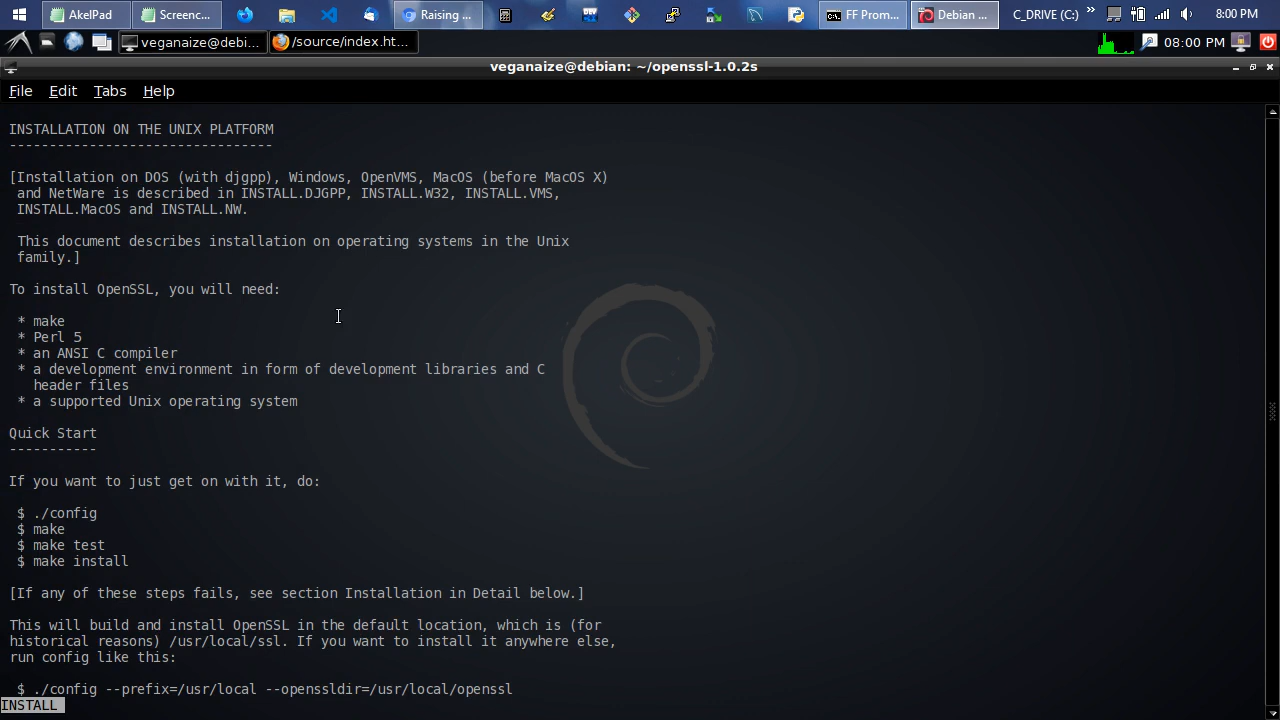 AkelPad
Screenc...
Raising ...
FF Prom...
Debian ...
C_DRIVE (C:)
8:00 PM
veganaize@debi...
/source/index.ht...
08:00 PM
veganaize@debian: ~/openssl-1.0.2s
File Edit Tabs Help
INSTALLATION ON THE UNIX PLATFORM
---------------------------------
[Installation on DOS (with djgpp), Windows, OpenVMS, MacOS (before MacOS X)
and NetWare is described in INSTALL.DJGPP, INSTALL.W32, INSTALL.VMS,
INSTALL.MacOS and INSTALL.NW.
This document describes installation on operating systems in the Unix
family.]
To install OpenSSL, you will need:
* make
* Perl 5
* an ANSI C compiler
* a development environment in form of development libraries and C
header files
* a supported Unix operating system
Quick Start
-----------
If you want to just get on with it, do:
$ ./config
$ make
$ make test
$ make install
[If any of these steps fails, see section Installation in Detail below.]
This will build and install OpenSSL in the default location, which is (for
historical reasons) /usr/local/ssl. If you want to install it anywhere else,
run config like this:
$ ./config --prefix=/usr/local --openssldir=/usr/local/openssl
INSTALL